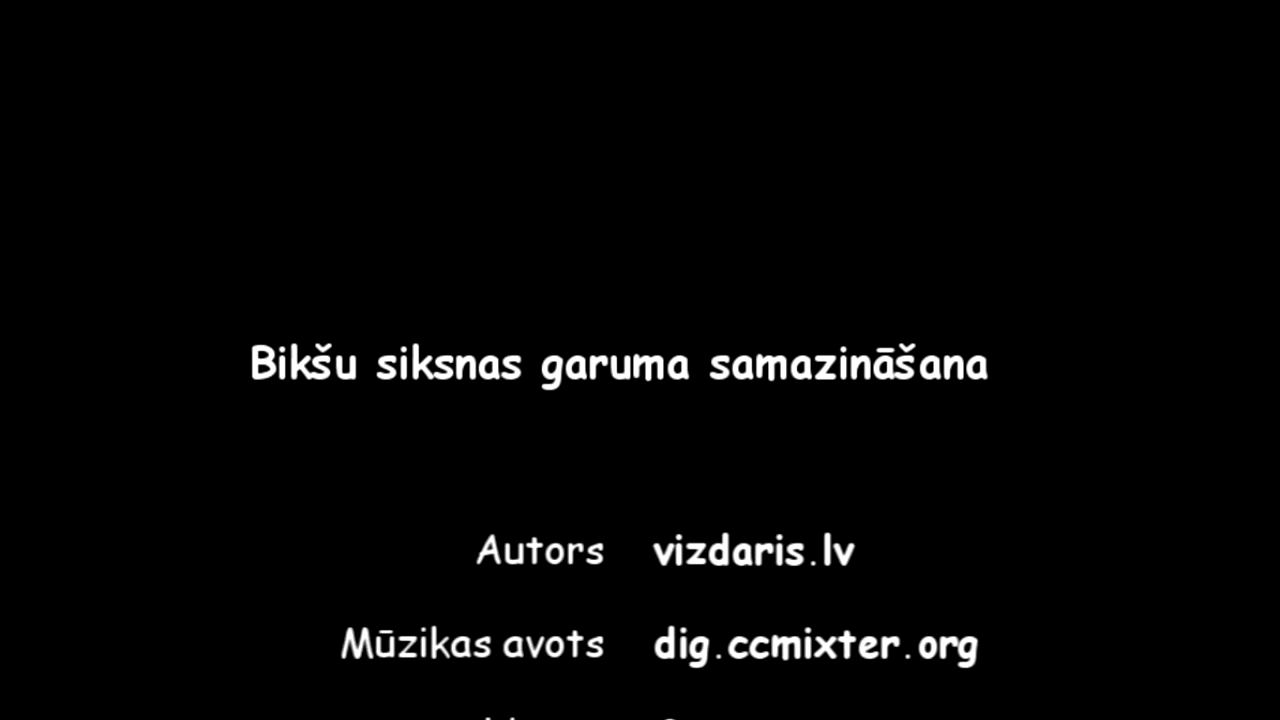 Bikšu siksnas garuma samazināšana
Autors vizdaris.lv
Mūzikas avots dig.ccmixter.org